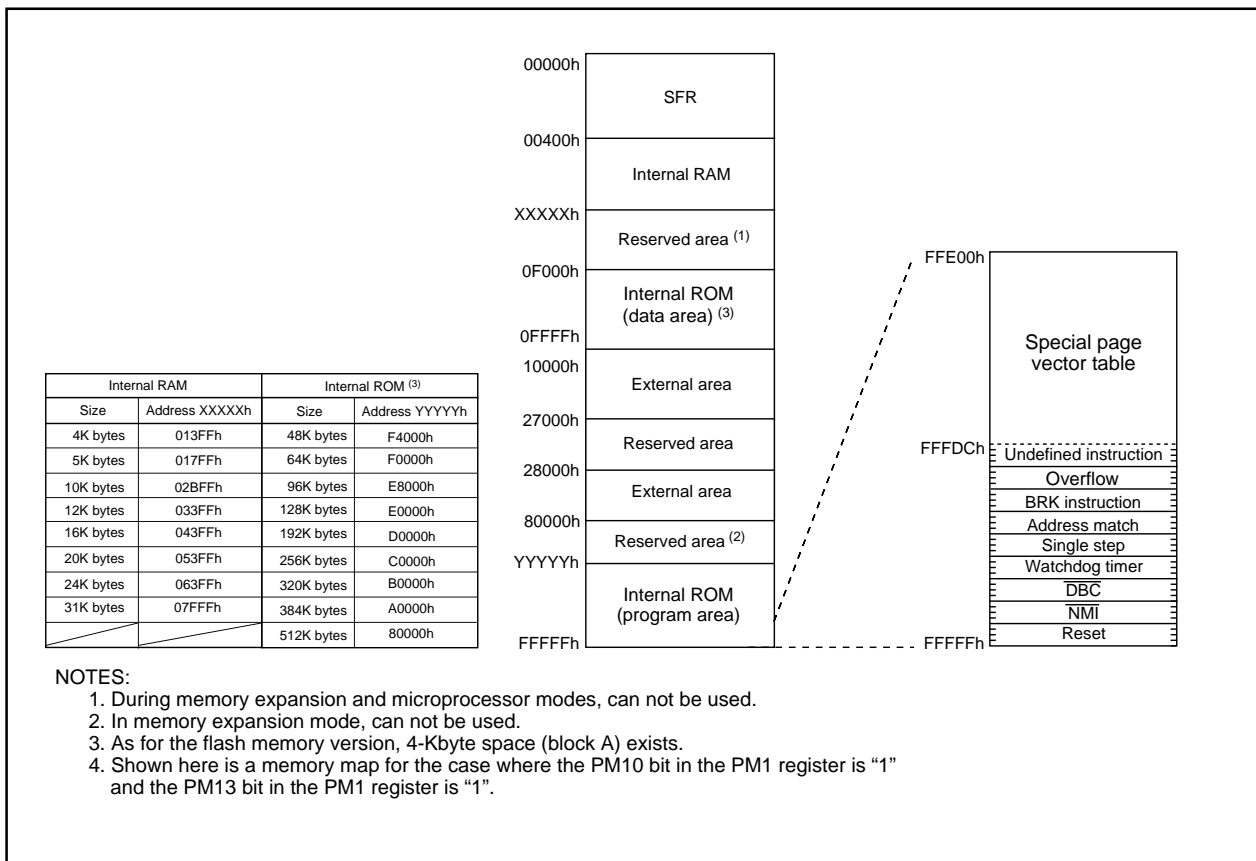 00000h
SFR
00400h
Internal RAM
XXXXXh
Reserved area (1)
0F000h
Internal ROM
(data area) (3)
0FFFFh
10000h
External area
27000h
Reserved area
28000h
External area
80000h
Reserved area (2)
YYYYYh
Internal ROM
(program area)
FFFFFh
FFE00h
Special page
vector table
FFFDCh
Undefined instruction
Overflow
BRK instruction
Address match
Single step
Watchdog timer
DBC
NMI
Reset
FFFFFh
Internal RAM Internal ROM (3)
Size Address XXXXXh Size Address YYYYYh
4K bytes 013FFh 48K bytes F4000h
5K bytes 017FFh 64K bytes F0000h
10K bytes 02BFFh 96K bytes E8000h
12K bytes 033FFh 128K bytes E0000h
16K bytes 043FFh 192K bytes D0000h
20K bytes 053FFh 256K bytes C0000h
24K bytes 063FFh 320K bytes B0000h
31K bytes 07FFFh 384K bytes A0000h
512K bytes 80000h
NOTES:
1. During memory expansion and microprocessor modes, can not be used.
2. In memory expansion mode, can not be used.
3. As for the flash memory version, 4-Kbyte space (block A) exists.
4. Shown here is a memory map for the case where the PM10 bit in the PM1 register is “1”
and the PM13 bit in the PM1 register is “1”.